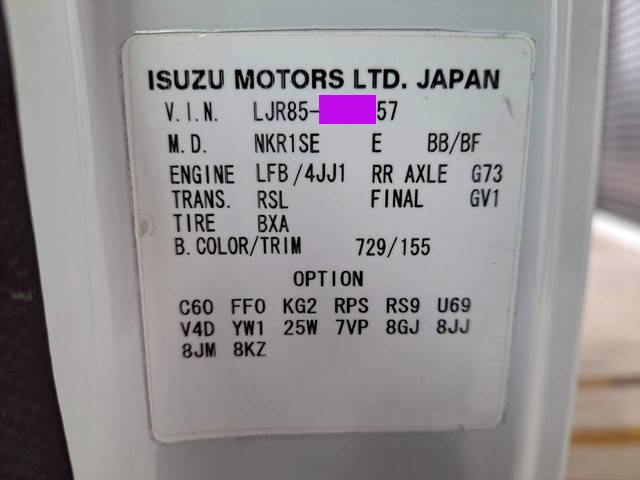 ISUZU MOTORS LTD. JAPAN
V.I.N. LJR85- 57
M.D. NKR1SE E BB/BF
ENGINE LFB/4JJ1 RR AXLE G73
TRANS. RSL FINAL GV1
TIRE BXA
B.COLOR/TRIM 729/155
OPTION
C60 FF0 KG2 RPS RS9 U69
V4D YW1 25W 7VP 8GJ 8JJ
8JM 8KZ